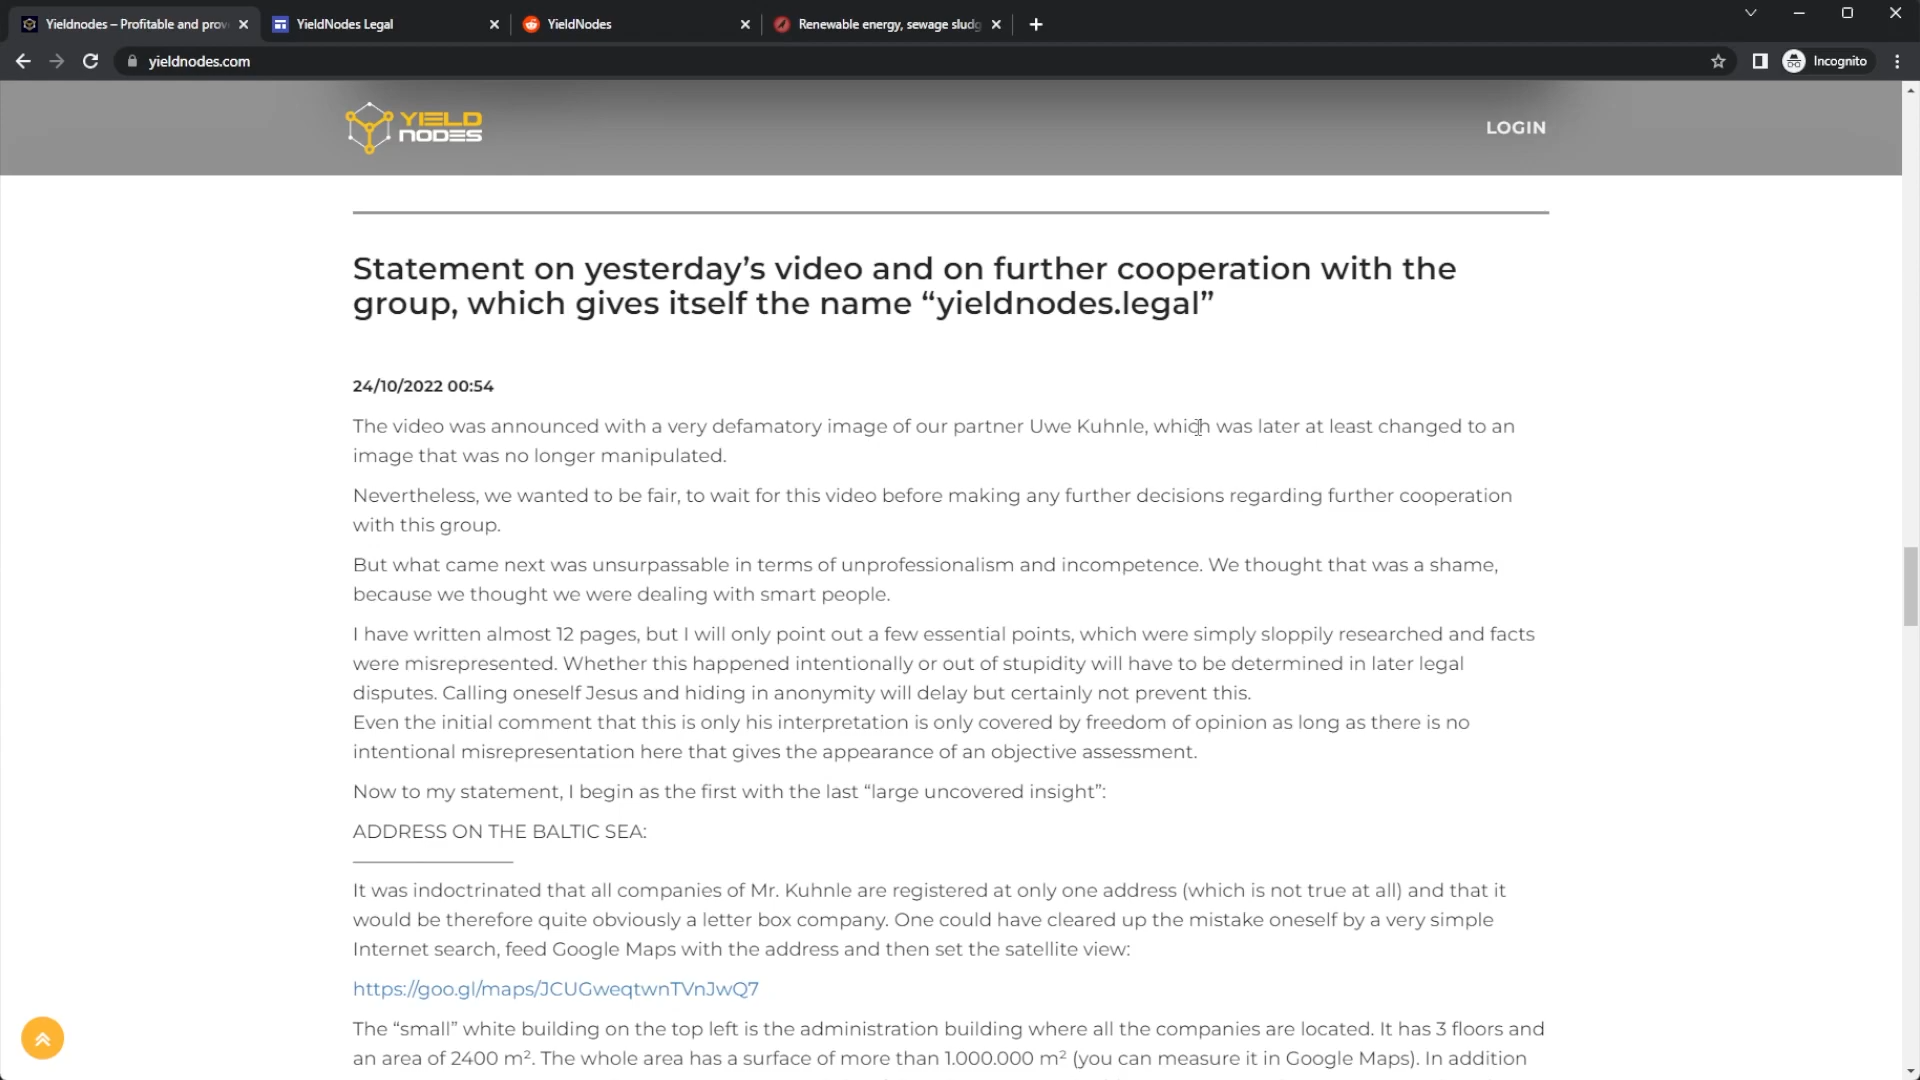 Yieldnodes – Profitable and prov
YieldNodes Legal
YieldNodes
Renewable energy, sewage sludg
yieldnodes.com
Incognito
YIELD
NODES
LOGIN
Statement on yesterday’s video and on further cooperation with the
group, which gives itself the name “yieldnodes.legal”
24/10/2022 00:54
The video was announced with a very defamatory image of our partner Uwe Kuhnle, which was later at least changed to an
image that was no longer manipulated.
Nevertheless, we wanted to be fair, to wait for this video before making any further decisions regarding further cooperation
with this group.
But what came next was unsurpassable in terms of unprofessionalism and incompetence. We thought that was a shame,
because we thought we were dealing with smart people.
I have written almost 12 pages, but I will only point out a few essential points, which were simply sloppily researched and facts
were misrepresented. Whether this happened intentionally or out of stupidity will have to be determined in later legal
disputes. Calling oneself Jesus and hiding in anonymity will delay but certainly not prevent this.
Even the initial comment that this is only his interpretation is only covered by freedom of opinion as long as there is no
intentional misrepresentation here that gives the appearance of an objective assessment.
Now to my statement, I begin as the first with the last “large uncovered insight”:
ADDRESS ON THE BALTIC SEA:
It was indoctrinated that all companies of Mr. Kuhnle are registered at only one address (which is not true at all) and that it
would be therefore quite obviously a letter box company. One could have cleared up the mistake oneself by a very simple
Internet search, feed Google Maps with the address and then set the satellite view:
https://goo.gl/maps/JCUGweqtwnTVnJwQ7
The “small” white building on the top left is the administration building where all the companies are located. It has 3 floors and
an area of 2400 m². The whole area has a surface of more than 1.000.000 m² (you can measure it in Google Maps). In addition